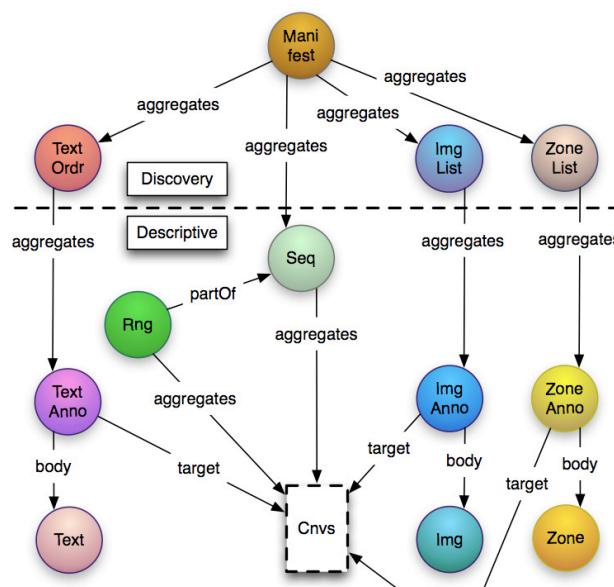 Mani
fest
aggregates
aggregates
aggregates
aggregates
Text
Ordr
Img
List
Zone
List
Discovery
Descriptive
aggregates
aggregates
aggregates
Seq
partOf
Rng
aggregates
aggregates
Text
Anno
Img
Anno
Zone
Anno
body
target
target
body
target
body
Text
Cnvs
Img
Zone